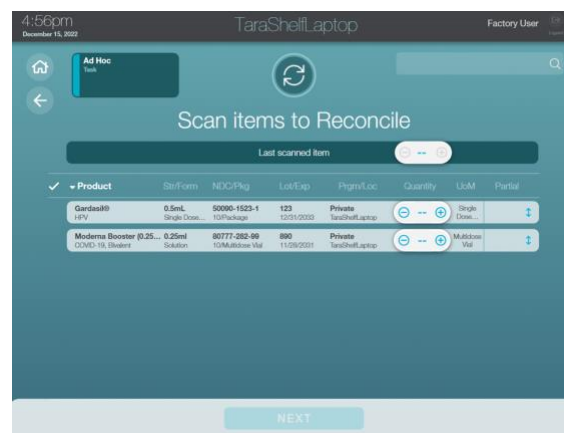 4:56pm
TaraShelfLaptop
Factory User
December 15, 2022
Ad Hoc
Task
Scan items to Reconcile
Last scanned item
--
Product Str/Form NDC/Pkg Lot/Exp Prgm/Loc Quantity UoM Partial
Gardasil® 0.5mL 50090-1523-1 123 Private -- Single
HPV Single Dose... 10/Package 12/31/2033 TaraShelfLaptop Dose...
Moderna Booster (0.25... 0.25ml 80777-282-99 890 Private -- Multidose
COVID-19, Bivalent Solution 10/Multidose Vial 11/28/2031 TaraShelfLaptop Vial
NEXT